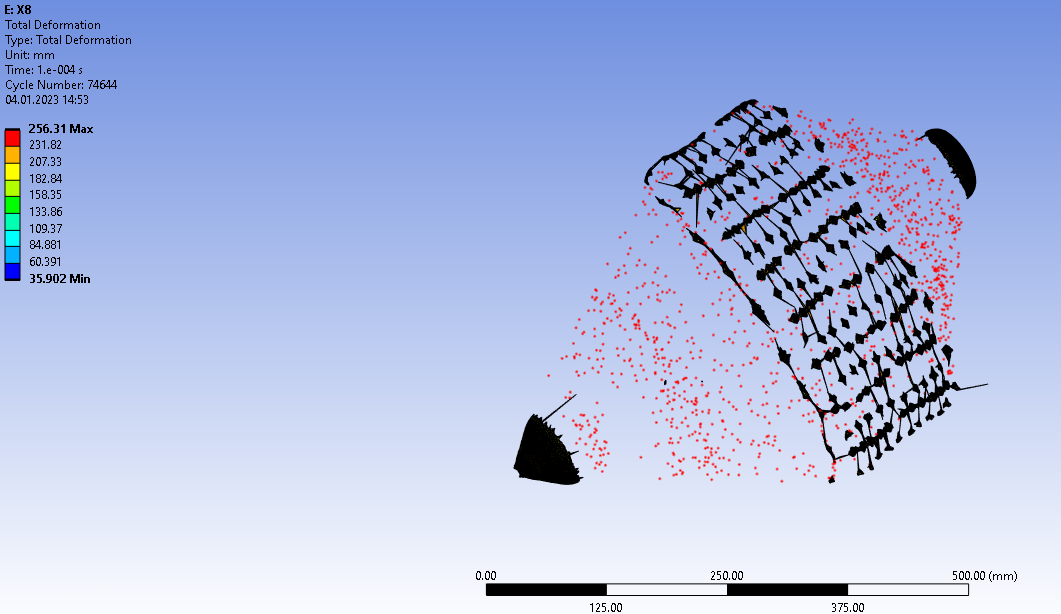 E: X8
Total Deformation
Type: Total Deformation
Unit: mm
Time: 1.e-004 s
Cycle Number: 74644
04.01.2023 14:53
256.31 Max
231.82
207.33
182.84
158.35
133.86
109.37
84.881
60.391
35.902 Min
0.00 250.00 500.00 (mm)
125.00 375.00